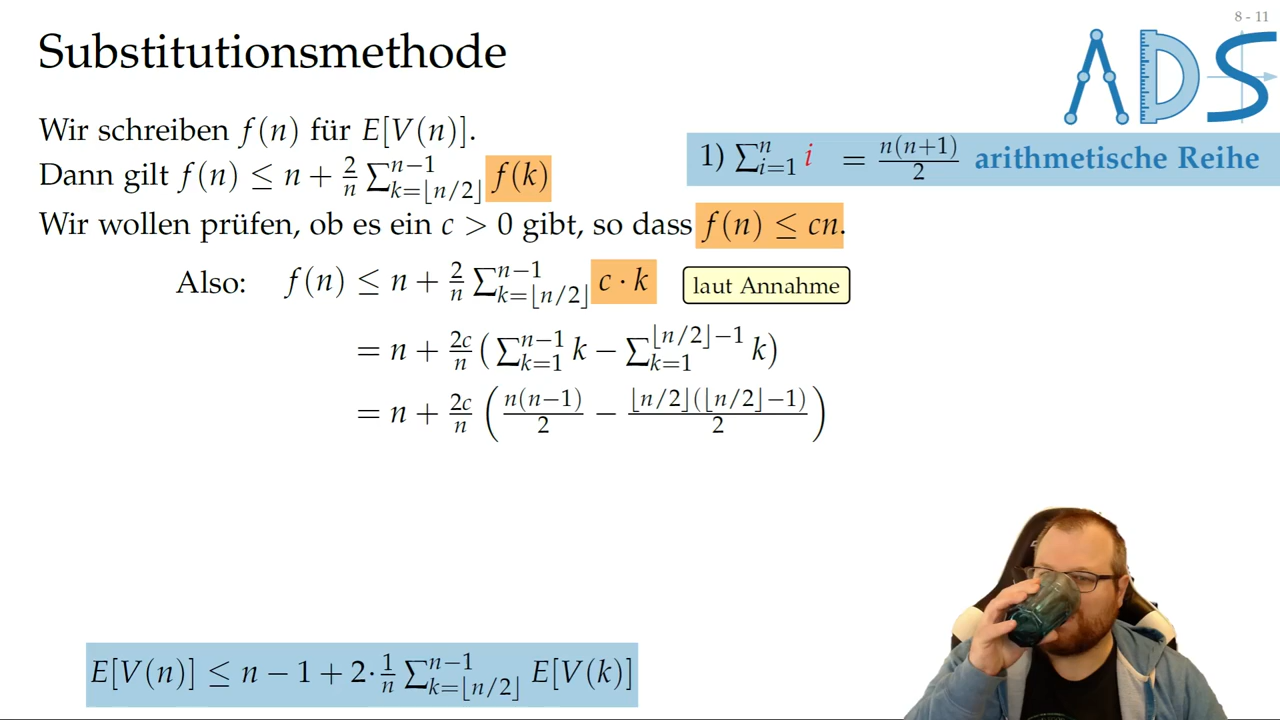 8 - 11
Substitutionsmethode
ADS
Wir schreiben f(n) für E[V(n)].
Dann gilt f(n) ≤ n + 2/n ∑_{k=⌊n/2⌋}^{n−1} f(k)
1) ∑_{i=1}^{n} i = n(n+1)/2 arithmetische Reihe
Wir wollen prüfen, ob es ein c > 0 gibt, so dass f(n) ≤ cn.
Also: f(n) ≤ n + 2/n ∑_{k=⌊n/2⌋}^{n−1} c · k laut Annahme
= n + 2c/n (∑_{k=1}^{n−1} k − ∑_{k=1}^{⌊n/2⌋−1} k)
= n + 2c/n (n(n−1)/2 − ⌊n/2⌋(⌊n/2⌋−1)/2)
E[V(n)] ≤ n − 1 + 2· 1/n ∑_{k=⌊n/2⌋}^{n−1} E[V(k)]